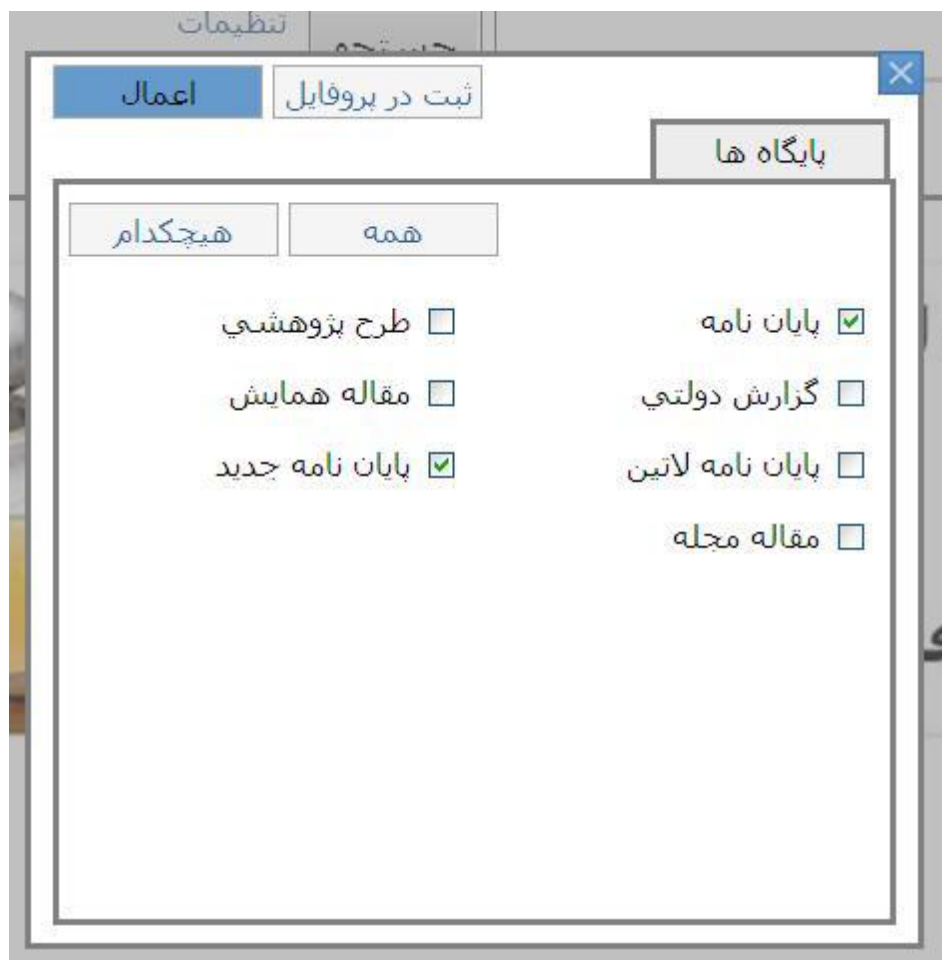 تنظیمات
جستجو
ثبت در پروفایل
اعمال
پایگاه ها
همه
هیچکدام
پایان نامه
طرح پژوهشي
گزارش دولتي
مقاله همایش
پایان نامه لاتین
پایان نامه جدید
مقاله مجله